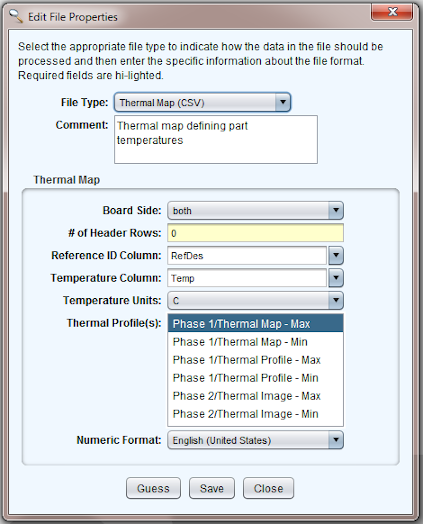 Edit File Properties
Select the appropriate file type to indicate how the data in the file should be
processed and then enter the specific information about the file format.
Required fields are hi-lighted.
File Type: Thermal Map (CSV)
Comment: Thermal map defining part
temperatures
Thermal Map
Board Side: both
# of Header Rows: 0
Reference ID Column: RefDes
Temperature Column: Temp
Temperature Units: C
Thermal Profile(s): Phase 1/Thermal Map - Max
Phase 1/Thermal Map - Min
Phase 1/Thermal Profile - Max
Phase 1/Thermal Profile - Min
Phase 2/Thermal Image - Max
Phase 2/Thermal Image - Min
Numeric Format: English (United States)
Guess Save Close